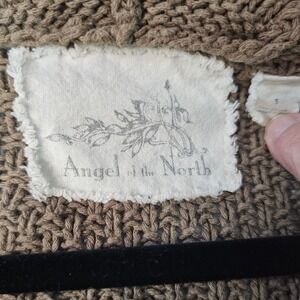 Angel of the North